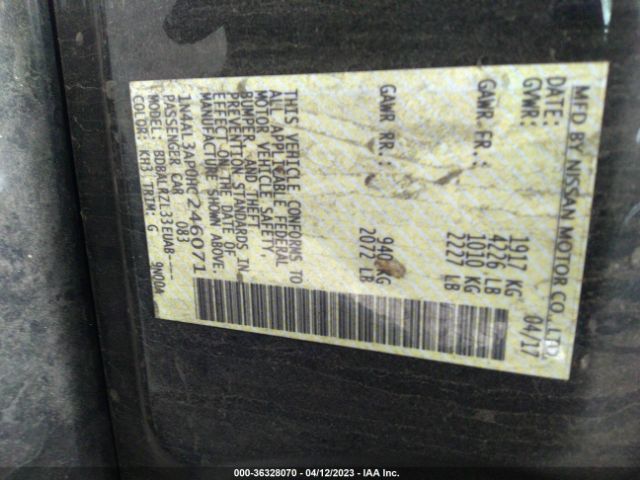 MFD BY NISSAN MOTOR CO., LTD.
DATE: 04/17
GVWR: 1917 KG
4226 LB
GAWR FR.: 1010 KG
2227 LB
GAWR RR.: 940 KG
2072 LB
THIS VEHICLE CONFORMS TO
ALL APPLICABLE FEDERAL
MOTOR VEHICLE SAFETY,
BUMPER, AND THEFT
PREVENTION STANDARDS IN
EFFECT ON THE DATE OF
MANUFACTURE SHOWN ABOVE.
1N4AL3AP0HC246071
PASSENGER CAR 083
MODEL: BDBALRZL33EUA8----
COLOR: KH3 TRIM: G 9N00A
000-36328070 - 04/12/2023 - IAA Inc.